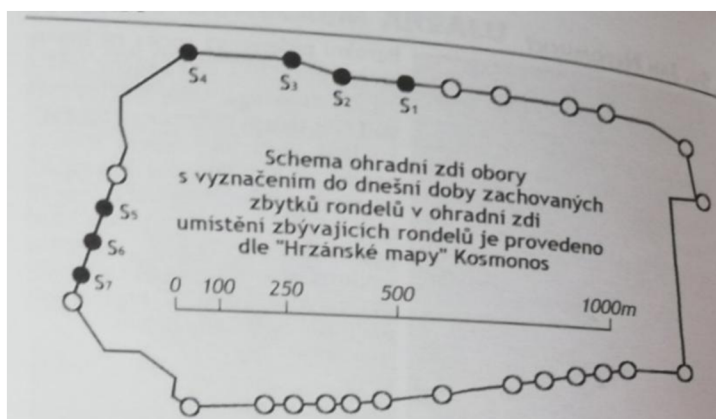 S₄
S₃
S₂
S₁
Schema ohradní zdi obory
s vyznačením do dnešní doby zachovaných
zbytků rondelů v ohradní zdi
umístění zbývajících rondelů je provedeno
dle "Hrzánské mapy" Kosmonos
S₅
S₆
S₇
0 100 250 500 1000m